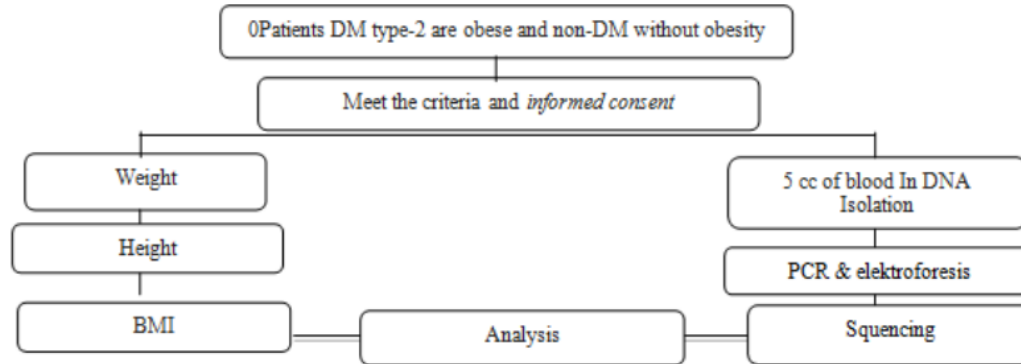 0Patients DM type-2 are obese and non-DM without obesity
Meet the criteria and informed consent
Weight
Height
BMI
5 cc of blood In DNA
Isolation
PCR & elektroforesis
Squencing
Analysis